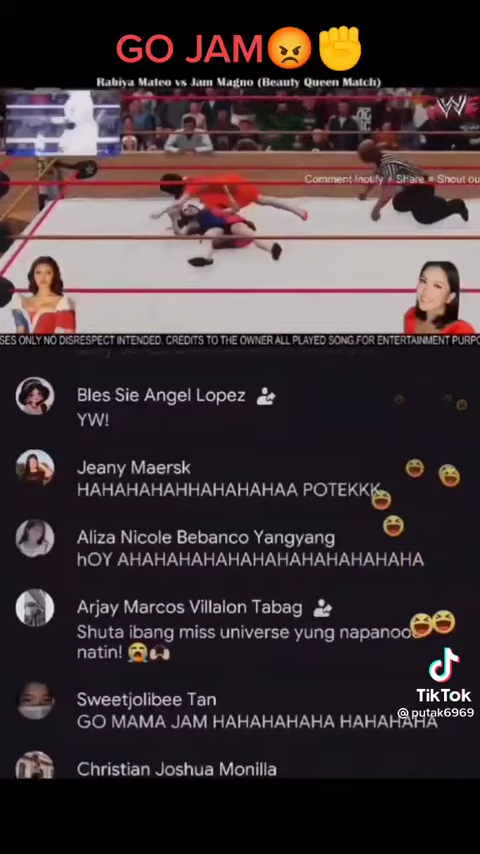 GO JAM😡✊
Rabiya Mateo vs Jam Magno (Beauty Queen Match)
W
Comment !notify + Share = Shout ou
SES ONLY NO DISRESPECT INTENDED. CREDITS TO THE OWNER ALL PLAYED SONG.FOR ENTERTAINMENT PURPO
Bles Sie Angel Lopez
YW!
Jeany Maersk
HAHAHAHAHHAHAHAHAA POTEKKK
Aliza Nicole Bebanco Yangyang
hOY AHAHAHAHAHAHAHAHAHAHAHAHA
Arjay Marcos Villalon Tabag
Shuta ibang miss universe yung napanoo
natin! 😭🙌🏻
Sweetjolibee Tan
GO MAMA JAM HAHAHAHAHA HAHAHAHA
Christian Joshua Monilla
TikTok
@putak6969